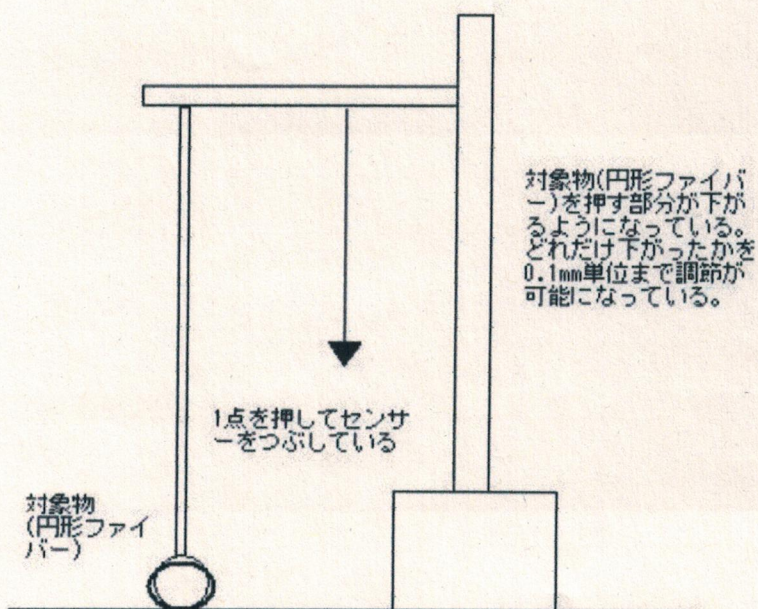 対象物(円形ファイバ
ー)を押す部分が下が
るようになっている。
どれだけ下がったかを
0.1mm単位まで調節が
可能になっている。
1点を押してセンサ
ーをつぶしている
対象物
(円形ファイ
バー)